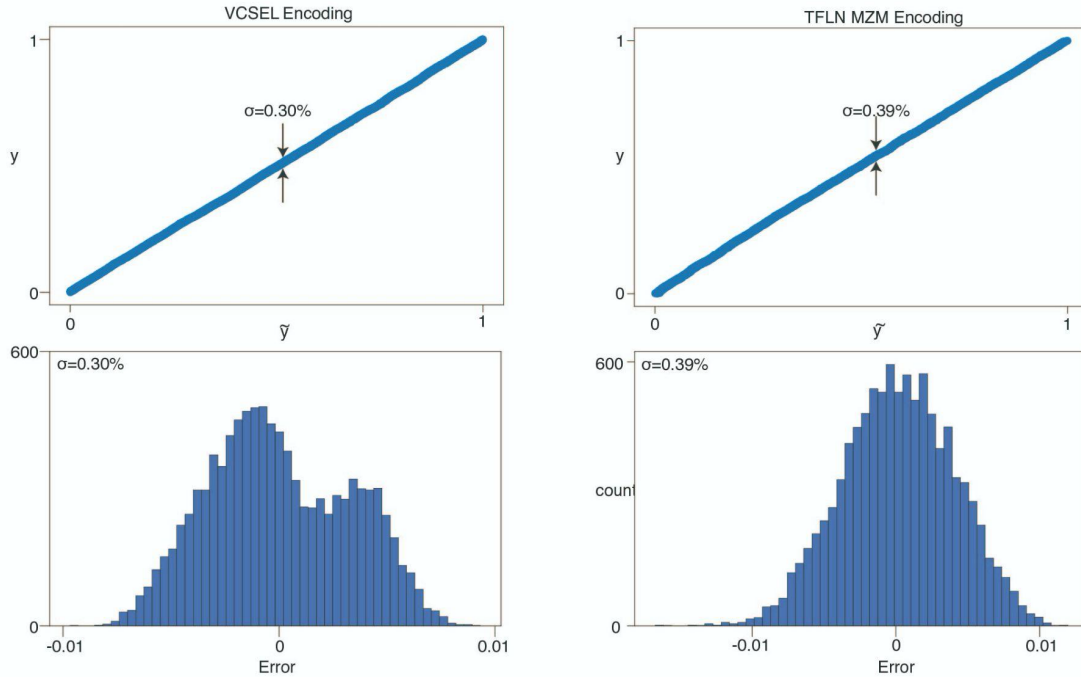 VCSEL Encoding
1
σ=0.30%
y
0
0
ỹ
1
600
σ=0.30%
0
-0.01
0
0.01
Error
TFLN MZM Encoding
1
σ=0.39%
y
0
0
ỹ
1
600
σ=0.39%
count
0
-0.01
0
0.01
Error